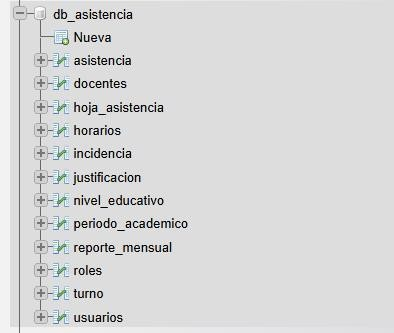 db_asistencia
Nueva
asistencia
docentes
hoja_asistencia
horarios
incidencia
justificacion
nivel_educativo
periodo_academico
reporte_mensual
roles
turno
usuarios